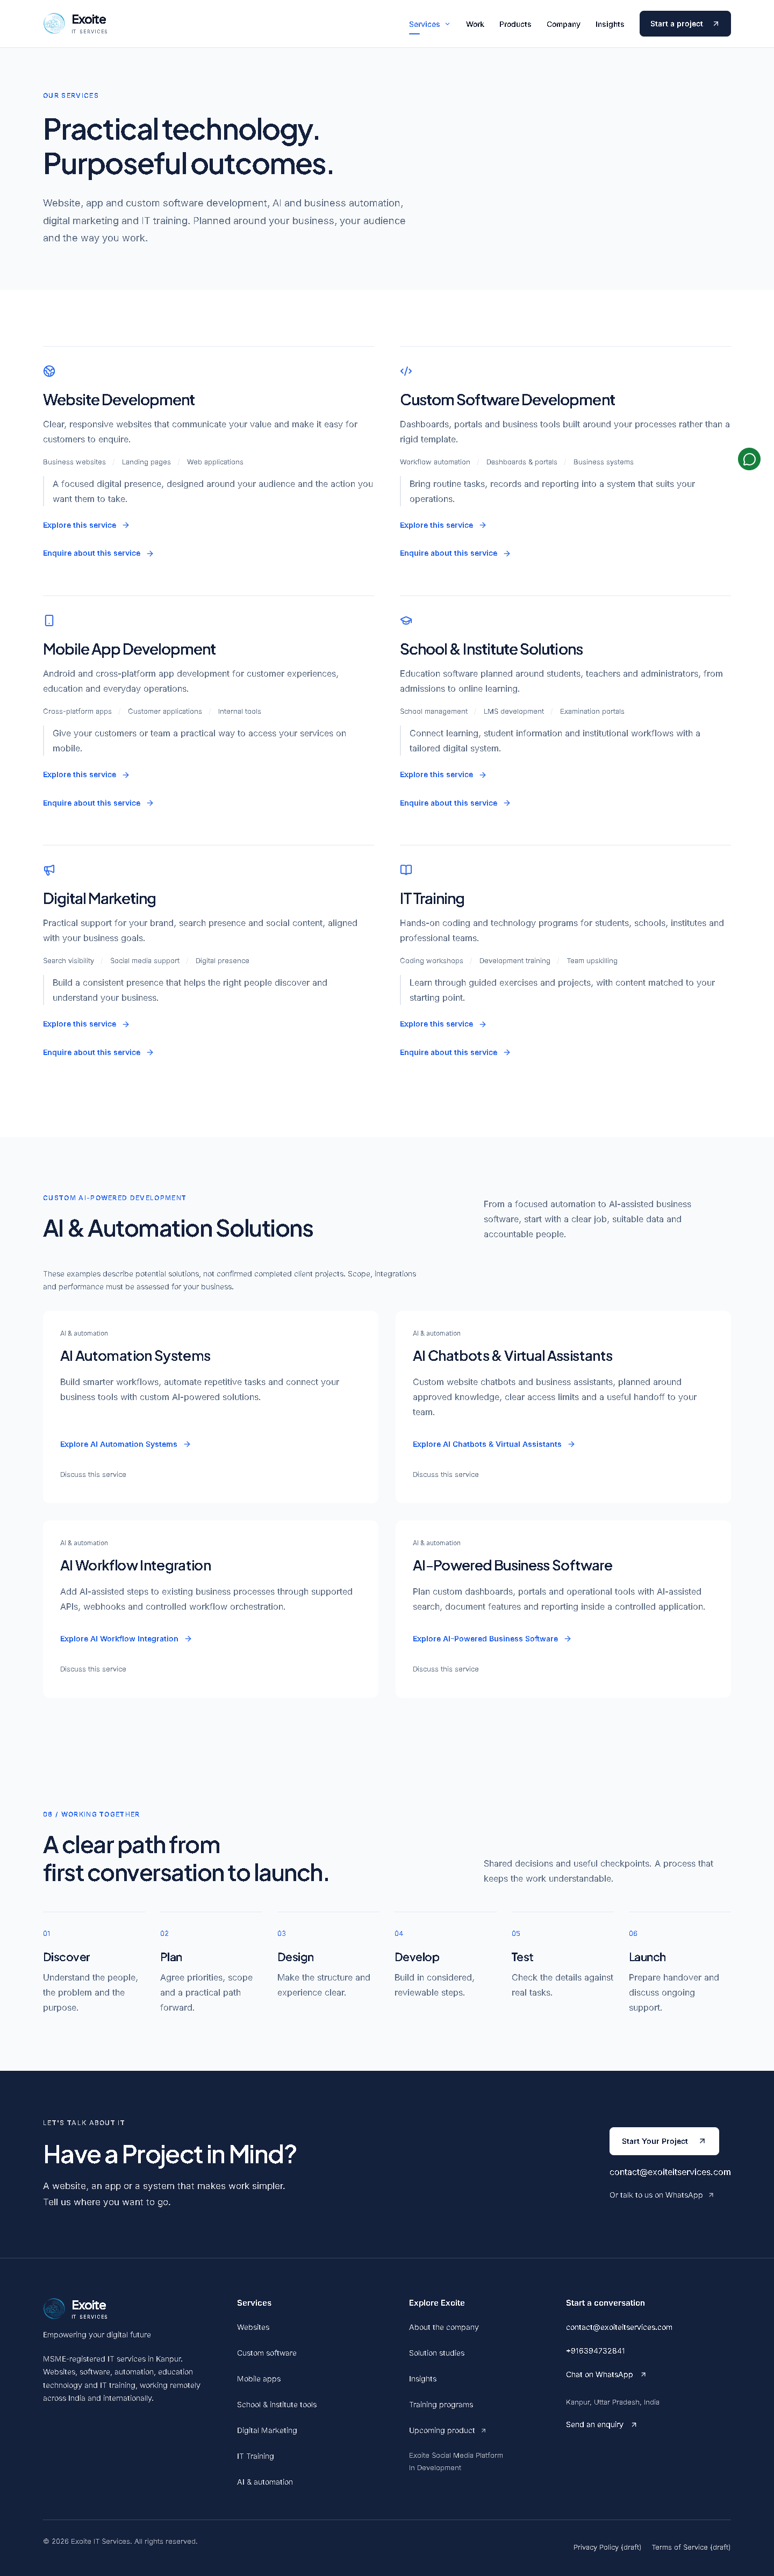 Exoite
IT SERVICES
Services
Work
Products
Company
Insights
Start a project
OUR SERVICES
Practical technology.
Purposeful outcomes.
Website, app and custom software development, AI and business automation,
digital marketing and IT training. Planned around your business, your audience
and the way you work.
Website Development
Clear, responsive websites that communicate your value and make it easy for
customers to enquire.
Business websites / Landing pages / Web applications
A focused digital presence, designed around your audience and the action you
want them to take.
Explore this service
Enquire about this service
Custom Software Development
Dashboards, portals and business tools built around your processes rather than a
rigid template.
Workflow automation / Dashboards & portals / Business systems
Bring routine tasks, records and reporting into a system that suits your
operations.
Explore this service
Enquire about this service
Mobile App Development
Android and cross-platform app development for customer experiences,
education and everyday operations.
Cross-platform apps / Customer applications / Internal tools
Give your customers or team a practical way to access your services on
mobile.
Explore this service
Enquire about this service
School & Institute Solutions
Education software planned around students, teachers and administrators, from
admissions to online learning.
School management / LMS development / Examination portals
Connect learning, student information and institutional workflows with a
tailored digital system.
Explore this service
Enquire about this service
Digital Marketing
Practical support for your brand, search presence and social content, aligned
with your business goals.
Search visibility / Social media support / Digital presence
Build a consistent presence that helps the right people discover and
understand your business.
Explore this service
Enquire about this service
IT Training
Hands-on coding and technology programs for students, schools, institutes and
professional teams.
Coding workshops / Development training / Team upskilling
Learn through guided exercises and projects, with content matched to your
starting point.
Explore this service
Enquire about this service
CUSTOM AI-POWERED DEVELOPMENT
AI & Automation Solutions
From a focused automation to AI-assisted business
software, start with a clear job, suitable data and
accountable people.
These examples describe potential solutions, not confirmed completed client projects. Scope, integrations
and performance must be assessed for your business.
AI & automation
AI Automation Systems
Build smarter workflows, automate repetitive tasks and connect your
business tools with custom AI-powered solutions.
Explore AI Automation Systems
Discuss this service
AI & automation
AI Chatbots & Virtual Assistants
Custom website chatbots and business assistants, planned around
approved knowledge, clear access limits and a useful handoff to your
team.
Explore AI Chatbots & Virtual Assistants
Discuss this service
AI & automation
AI Workflow Integration
Add AI-assisted steps to existing business processes through supported
APIs, webhooks and controlled workflow orchestration.
Explore AI Workflow Integration
Discuss this service
AI & automation
AI-Powered Business Software
Plan custom dashboards, portals and operational tools with AI-assisted
search, document features and reporting inside a controlled application.
Explore AI-Powered Business Software
Discuss this service
08 / WORKING TOGETHER
A clear path from
first conversation to launch.
Shared decisions and useful checkpoints. A process that
keeps the work understandable.
01
Discover
Understand the people,
the problem and the
purpose.
02
Plan
Agree priorities, scope
and a practical path
forward.
03
Design
Make the structure and
experience clear.
04
Develop
Build in considered,
reviewable steps.
05
Test
Check the details against
real tasks.
06
Launch
Prepare handover and
discuss ongoing
support.
LET'S TALK ABOUT IT
Have a Project in Mind?
A website, an app or a system that makes work simpler.
Tell us where you want to go.
Start Your Project
contact@exoiteitservices.com
Or talk to us on WhatsApp
Exoite
IT SERVICES
Empowering your digital future
MSME-registered IT services in Kanpur.
Websites, software, automation, education
technology and IT training, working remotely
across India and internationally.
Services
Websites
Custom software
Mobile apps
School & institute tools
Digital Marketing
IT Training
AI & automation
Explore Exoite
About the company
Solution studies
Insights
Training programs
Upcoming product
Exoite Social Media Platform
In Development
Start a conversation
contact@exoiteitservices.com
+916394732841
Chat on WhatsApp
Kanpur, Uttar Pradesh, India
Send an enquiry
© 2026 Exoite IT Services. All rights reserved.
Privacy Policy (draft)
Terms of Service (draft)